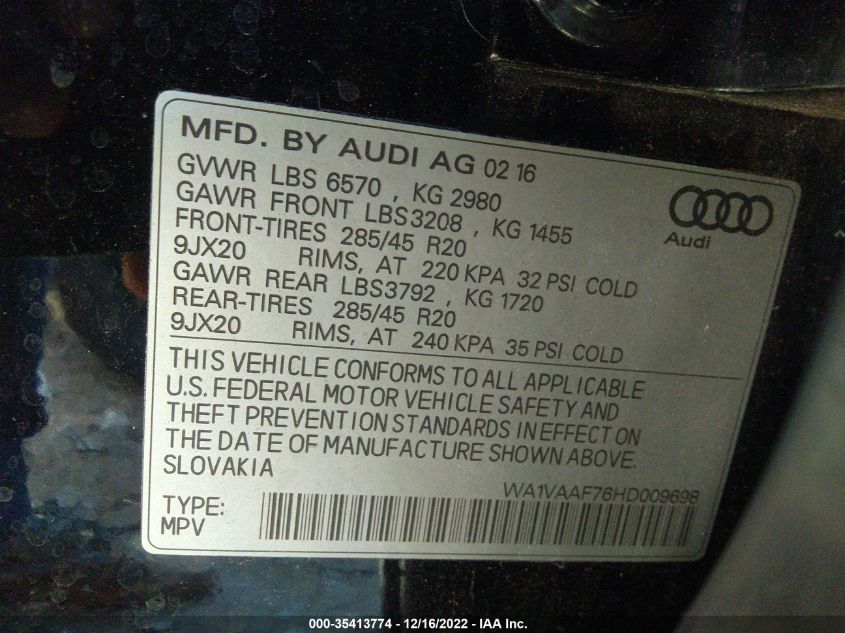 MFD. BY AUDI AG 02 16
GVWR LBS 6570 , KG 2980
GAWR FRONT LBS3208 , KG 1455
FRONT-TIRES 285/45 R20
9JX20 RIMS, AT 220 KPA 32 PSI COLD
GAWR REAR LBS3792 , KG 1720
REAR-TIRES 285/45 R20
9JX20 RIMS, AT 240 KPA 35 PSI COLD
Audi
THIS VEHICLE CONFORMS TO ALL APPLICABLE
U.S. FEDERAL MOTOR VEHICLE SAFETY AND
THEFT PREVENTION STANDARDS IN EFFECT ON
THE DATE OF MANUFACTURE SHOWN ABOVE.
SLOVAKIA
WA1VAAF76HD009698
TYPE:
MPV
000-35413774 - 12/16/2022 - IAA Inc.